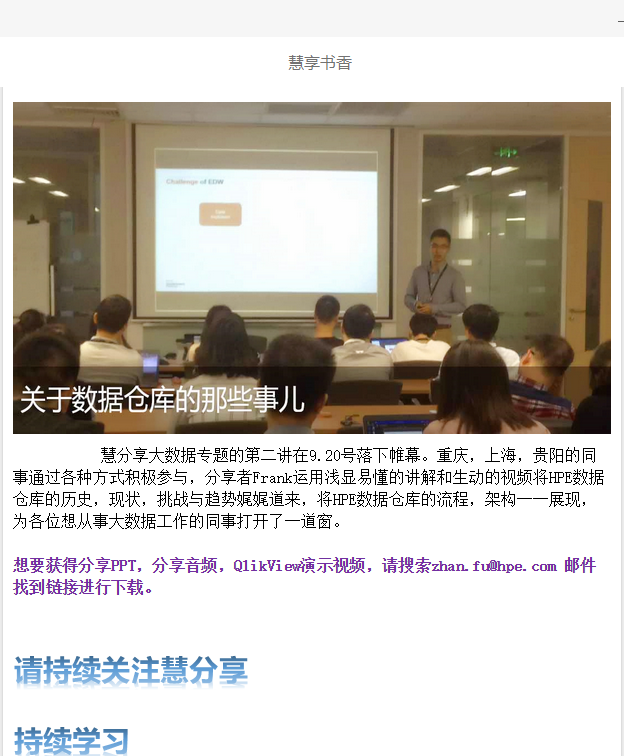 慧享书香
Challenge of EDW
关于数据仓库的那些事儿
慧分享大数据专题的第二讲在9.20号落下帷幕。重庆，上海，贵阳的同
事通过各种方式积极参与，分享者Frank运用浅显易懂的讲解和生动的视频将HPE数据
仓库的历史，现状，挑战与趋势娓娓道来，将HPE数据仓库的流程，架构一一展现，
为各位想从事大数据工作的同事打开了一道窗。
想要获得分享PPT，分享音频，QlikView演示视频，请搜索zhan.fu@hpe.com 邮件
找到链接进行下载。
请持续关注慧分享
持续学习